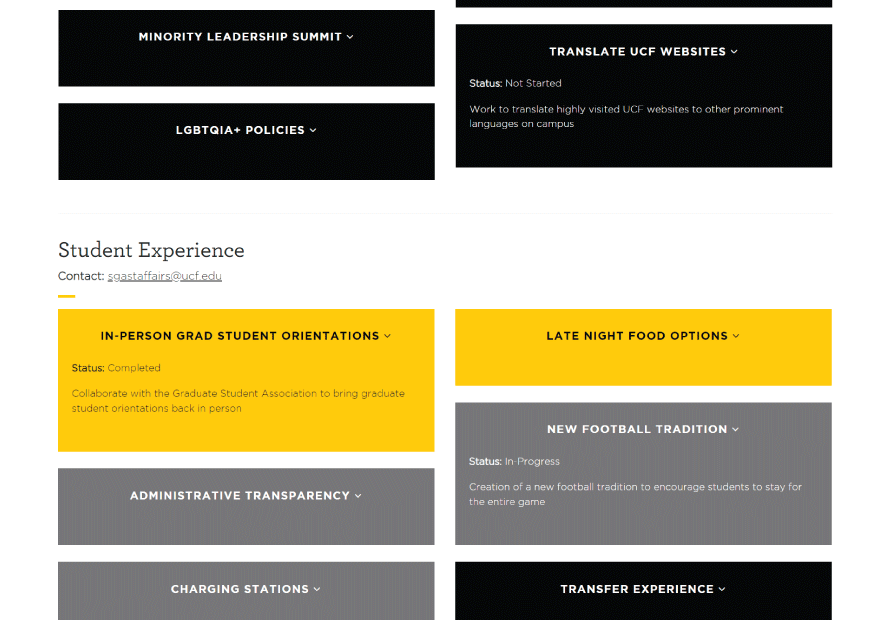 MINORITY LEADERSHIP SUMMIT
LGBTQIA+ POLICIES
TRANSLATE UCF WEBSITES
Status: Not Started
Work to translate highly visited UCF websites to other prominent
languages on campus
Student Experience
Contact: sgastaffairs@ucf.edu
IN-PERSON GRAD STUDENT ORIENTATIONS
Status: Completed
Collaborate with the Graduate Student Association to bring graduate
student orientations back in person
ADMINISTRATIVE TRANSPARENCY
CHARGING STATIONS
LATE NIGHT FOOD OPTIONS
NEW FOOTBALL TRADITION
Status: In-Progress
Creation of a new football tradition to encourage students to stay for
the entire game
TRANSFER EXPERIENCE